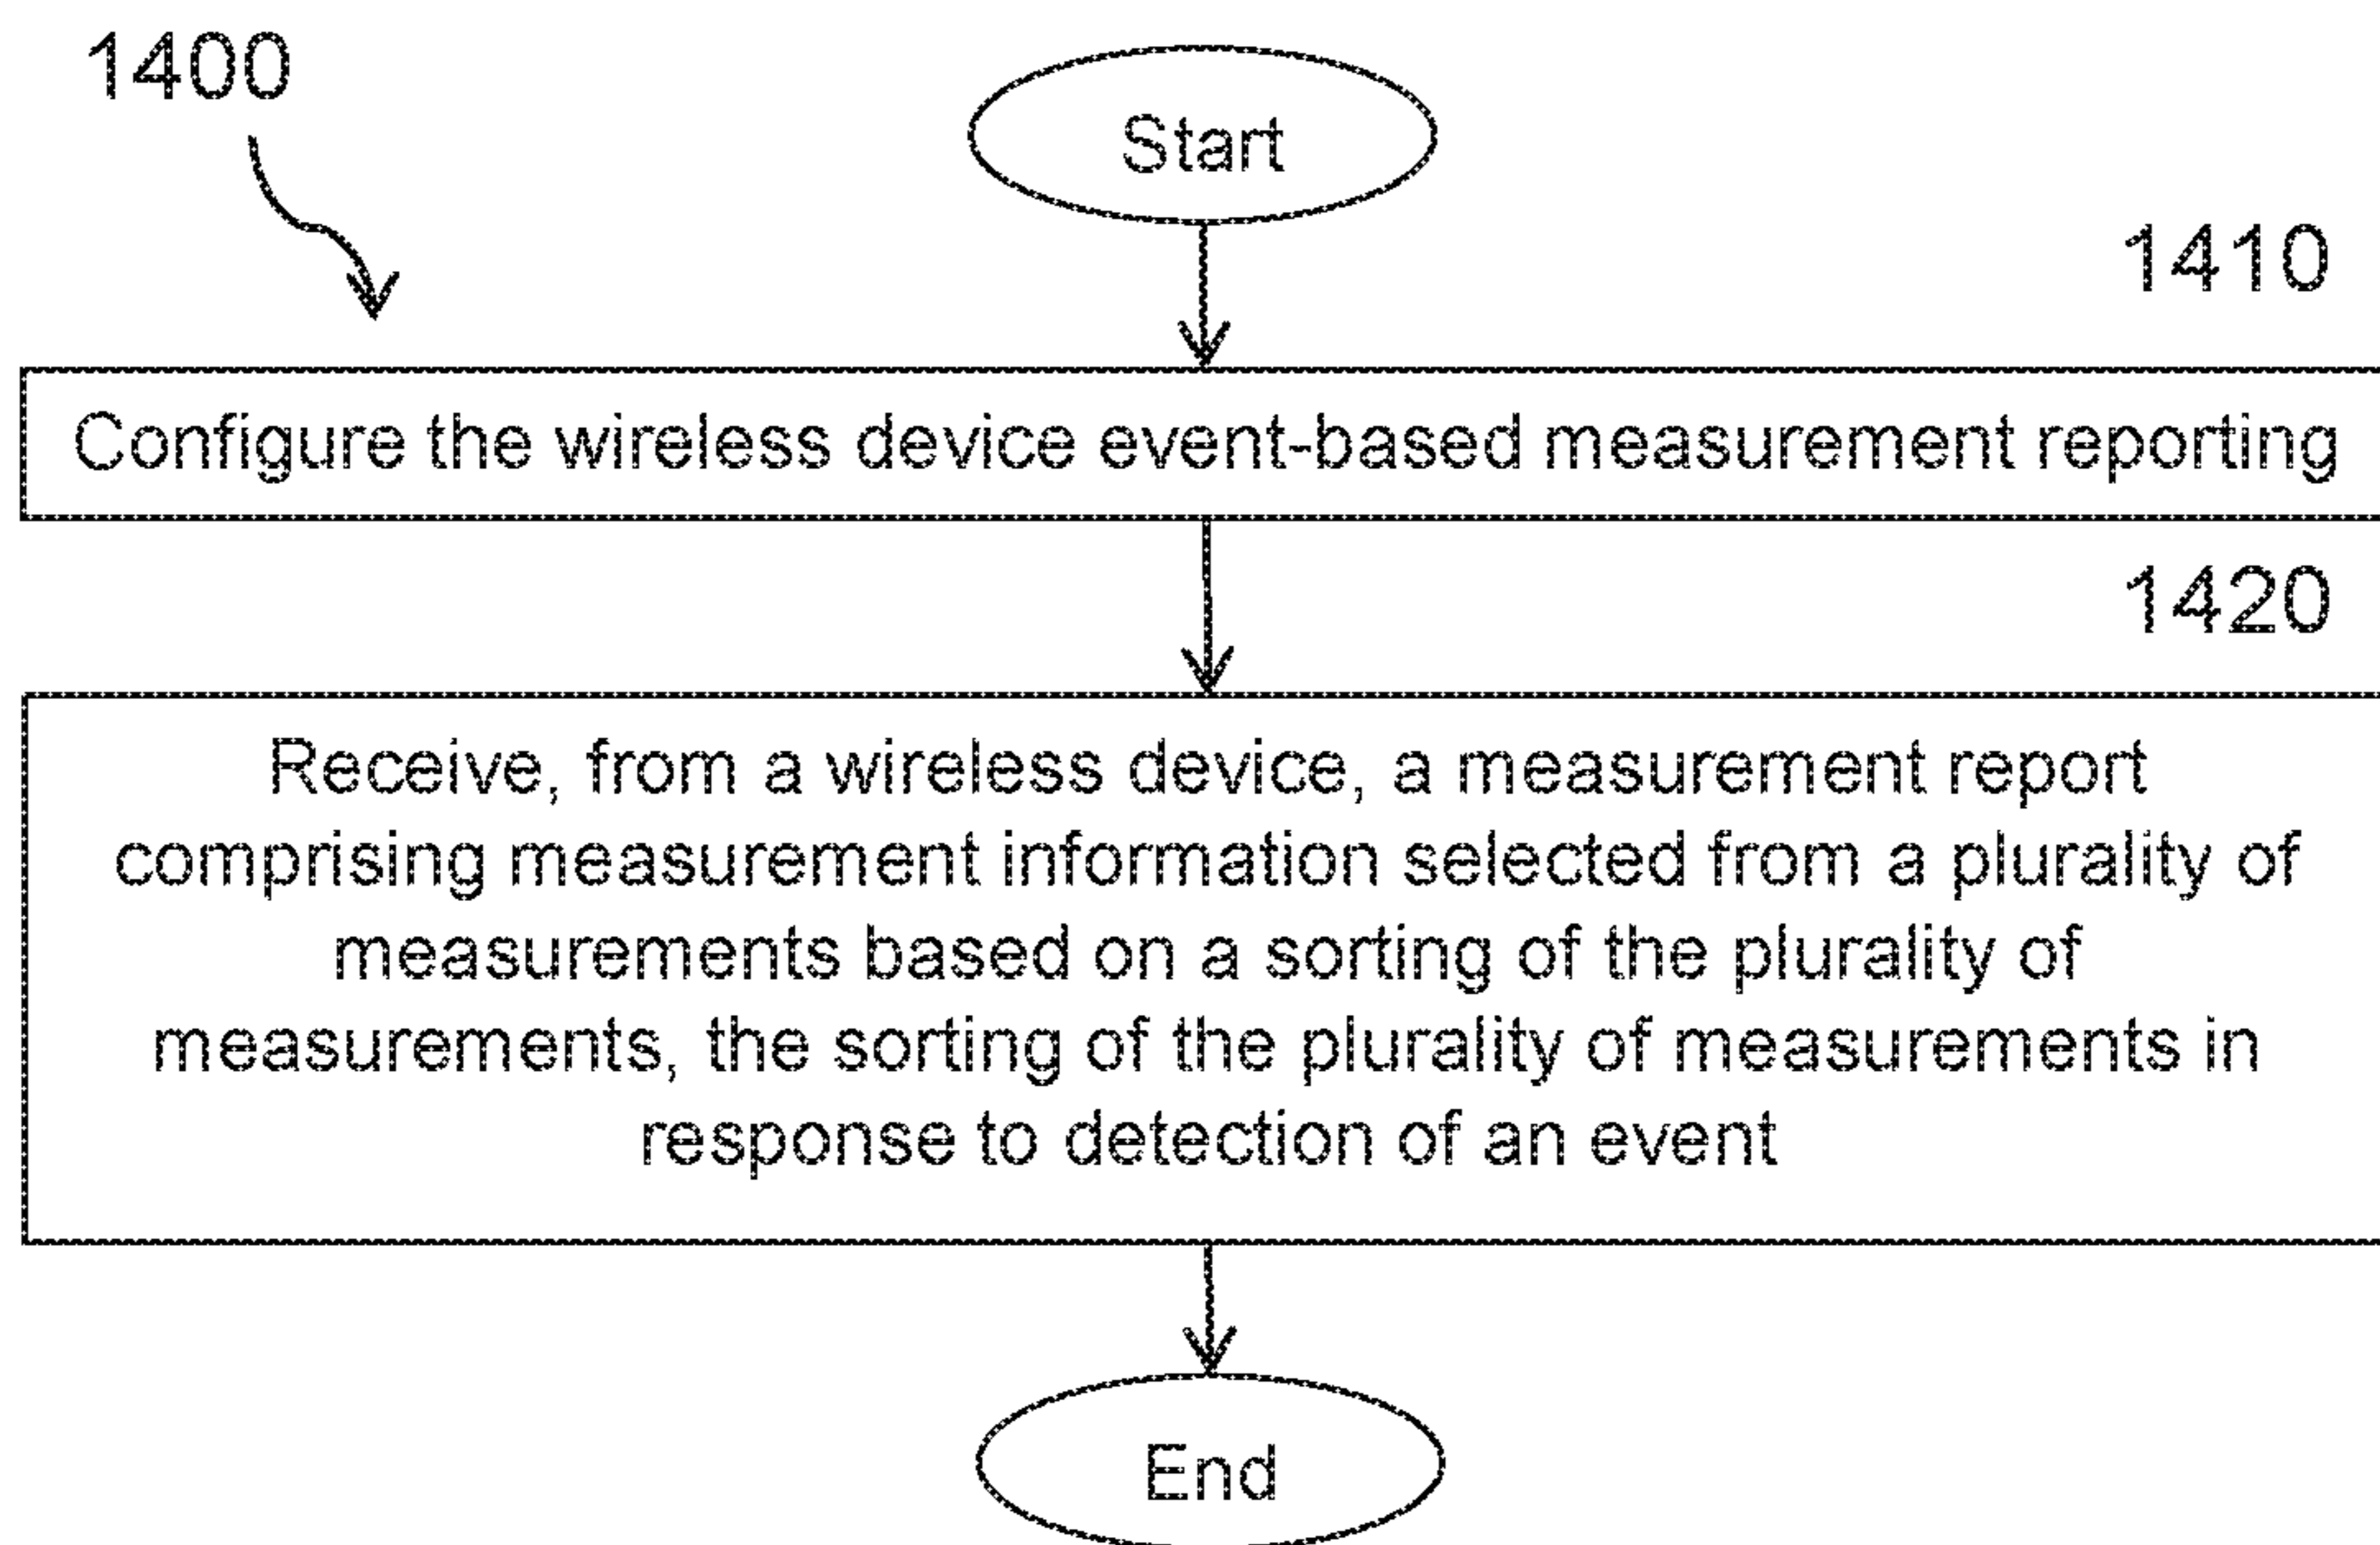 1400
Start
1410
Configure the wireless device event-based measurement reporting
1420
Receive, from a wireless device, a measurement report
comprising measurement information selected from a plurality of
measurements based on a sorting of the plurality of
measurements, the sorting of the plurality of measurements in
response to detection of an event
End